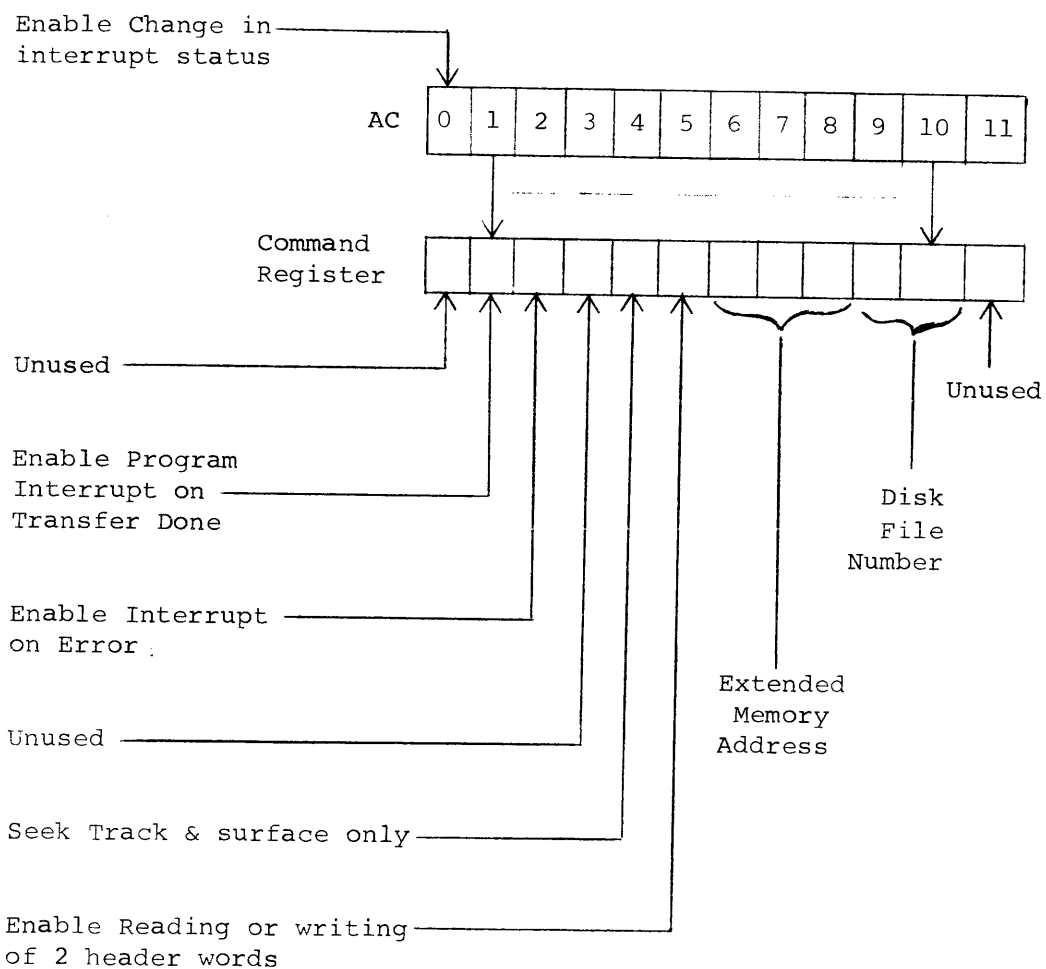 Enable Change in
interrupt status
AC 0 1 2 3 4 5 6 7 8 9 10 11
Command
Register
Unused
Unused
Enable Program
Interrupt on
Transfer Done
Disk
File
Number
Enable Interrupt
on Error
Extended
Memory
Address
Unused
Seek Track & surface only
Enable Reading or writing
of 2 header words